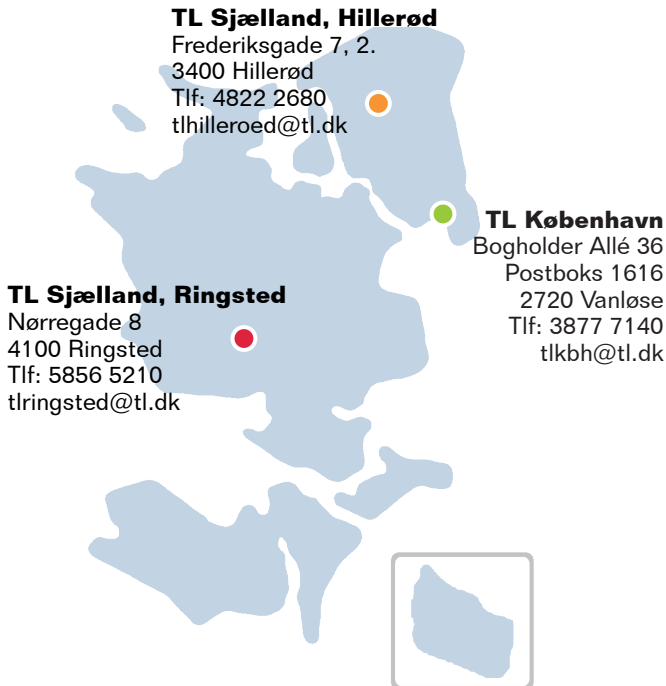 TL Sjælland, Hillerød
Frederiksgade 7, 2.
3400 Hillerød
Tlf: 4822 2680
tlhilleroed@tl.dk
TL København
Bogholder Allé 36
Postboks 1616
2720 Vanløse
Tlf: 3877 7140
tlkbh@tl.dk
TL Sjælland, Ringsted
Nørregade 8
4100 Ringsted
Tlf: 5856 5210
tlringsted@tl.dk